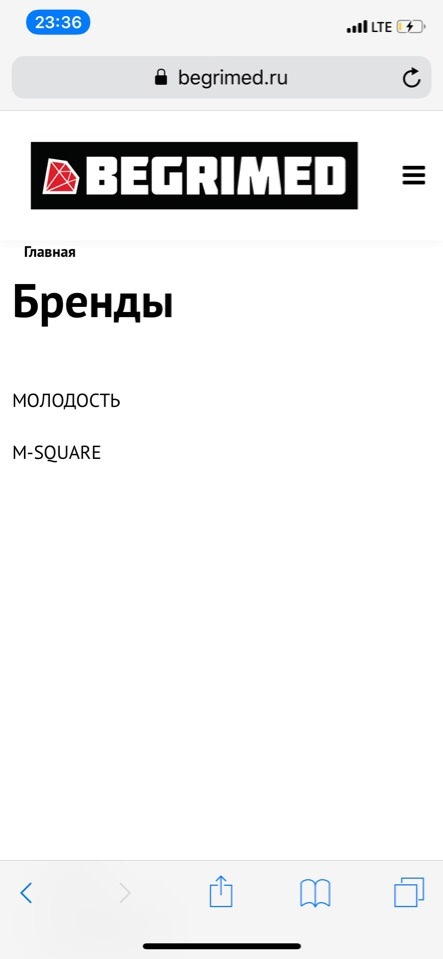 23:36
LTE
begrimed.ru
BEGRIMED
Главная
Бренды
МОЛОДОСТЬ
M-SQUARE